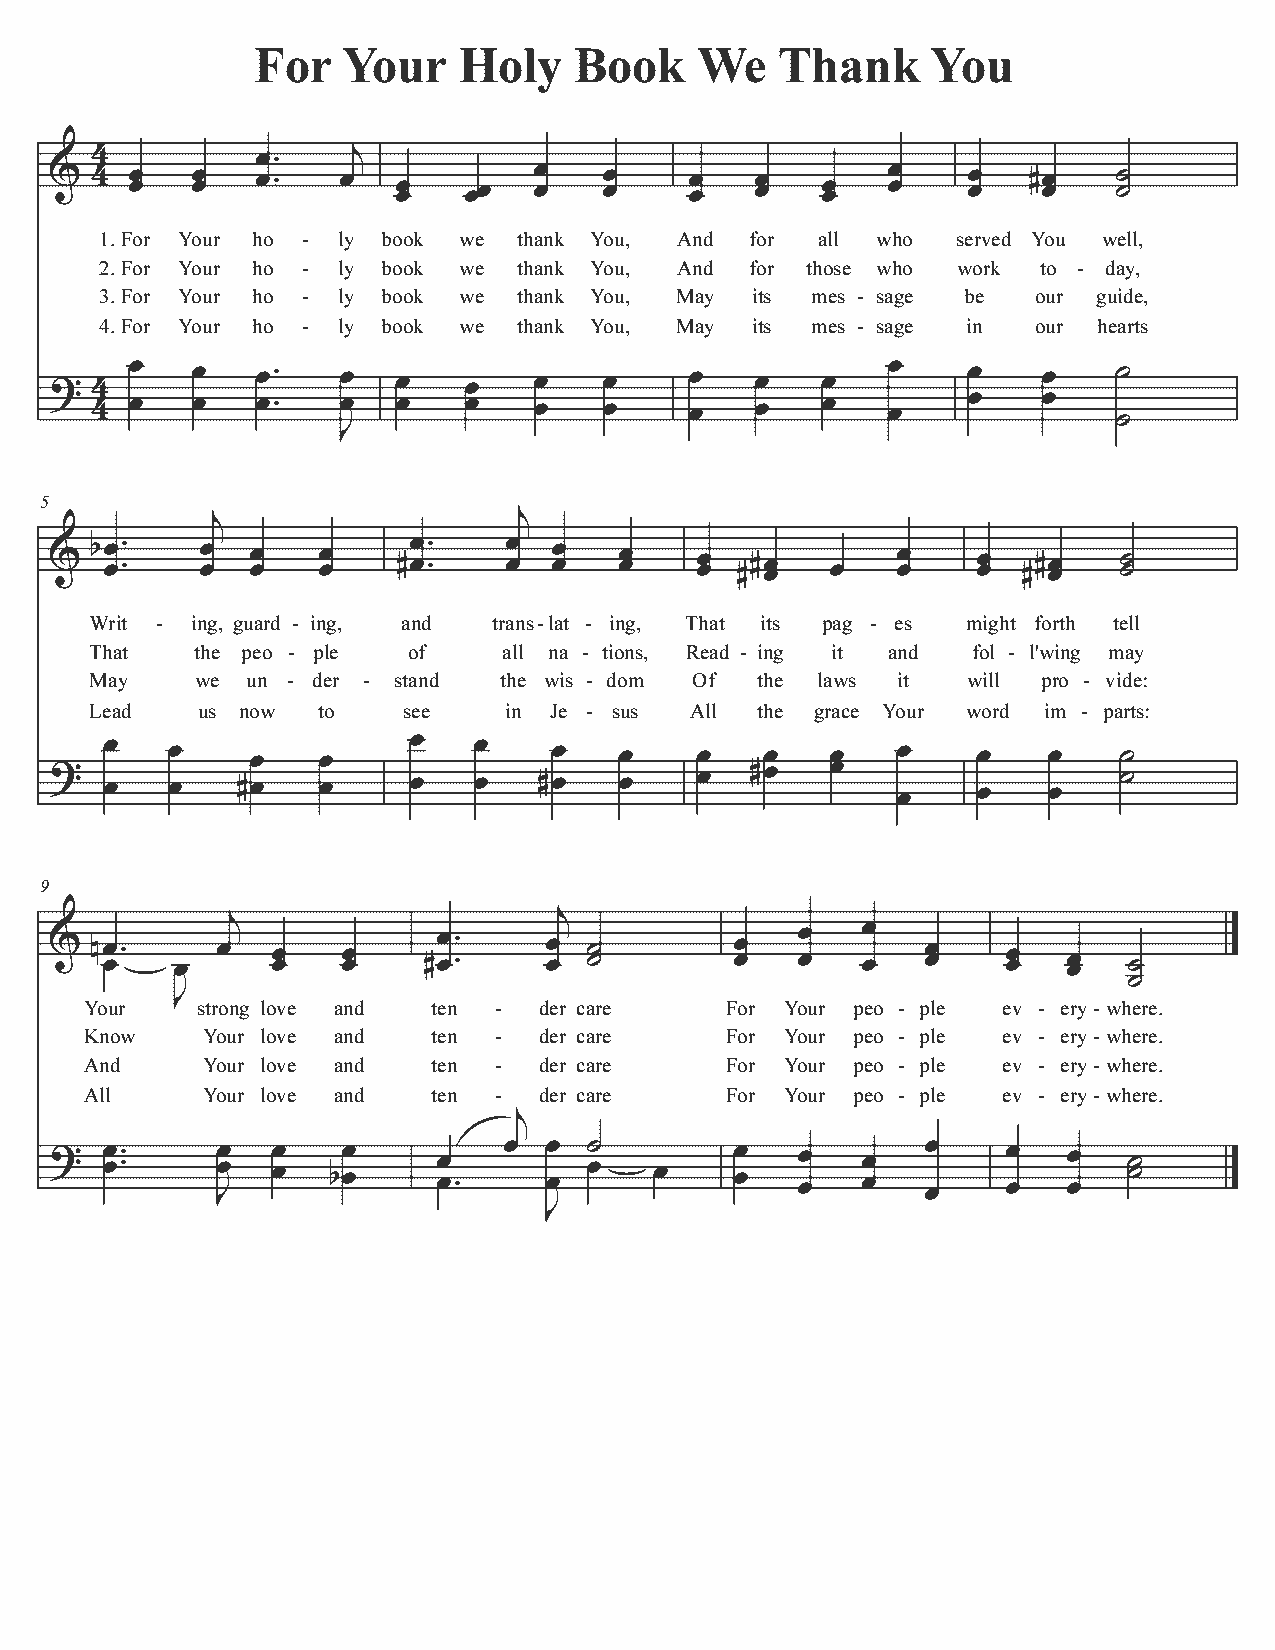 For Your Holy Book We Thank You
1. For Your ho - ly book we thank You, And for all who served You well,
2. For Your ho - ly book we thank You, And for those who work to - day,
3. For Your ho - ly book we thank You, May its mes - sage be our guide,
4. For Your ho - ly book we thank You, May its mes - sage in our hearts
5
Writ - ing, guard - ing, and trans - lat - ing, That its pag - es might forth tell
That the peo - ple of all na - tions, Read - ing it and fol - l'wing may
May we un - der - stand the wis - dom Of the laws it will pro - vide:
Lead us now to see in Je - sus All the grace Your word im - parts:
9
Your strong love and ten - der care For Your peo - ple ev - ery - where.
Know Your love and ten - der care For Your peo - ple ev - ery - where.
And Your love and ten - der care For Your peo - ple ev - ery - where.
All Your love and ten - der care For Your peo - ple ev - ery - where.